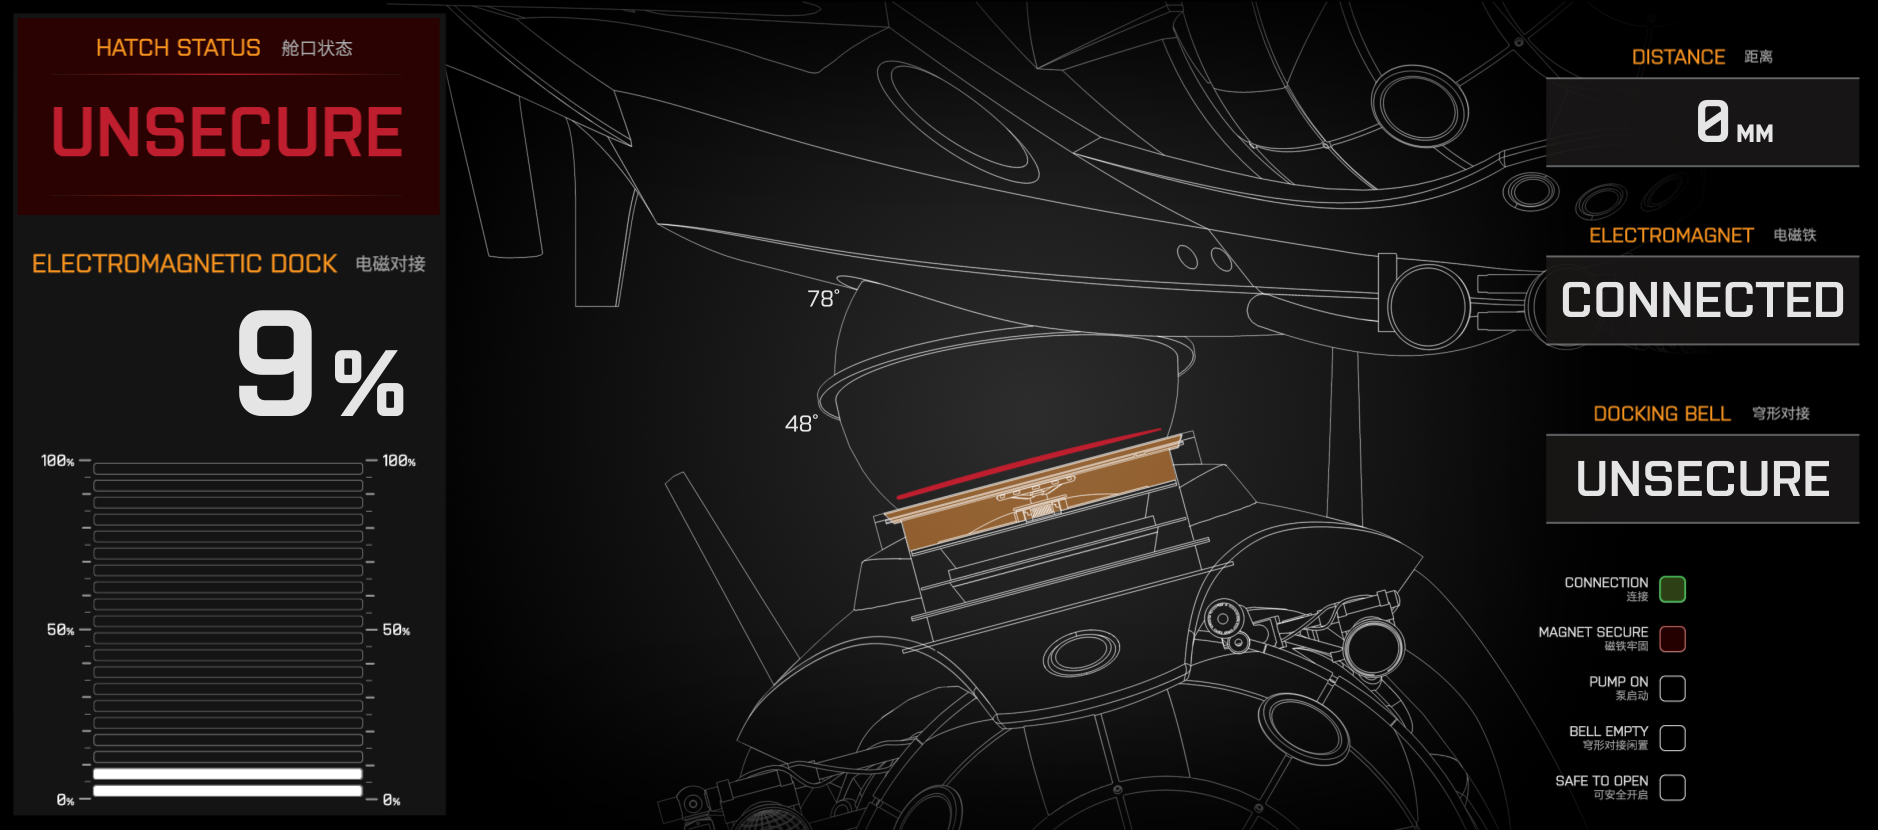 HATCH STATUS 舱口状态
UNSECURE
ELECTROMAGNETIC DOCK 电磁对接
9%
100% 100%
50% 50%
0% 0%
78°
48°
DISTANCE 距离
0 MM
ELECTROMAGNET 电磁铁
CONNECTED
DOCKING BELL 穹形对接
UNSECURE
CONNECTION
连接
MAGNET SECURE
磁铁牢固
PUMP ON
泵启动
BELL EMPTY
穹形对接闲置
SAFE TO OPEN
可安全开启